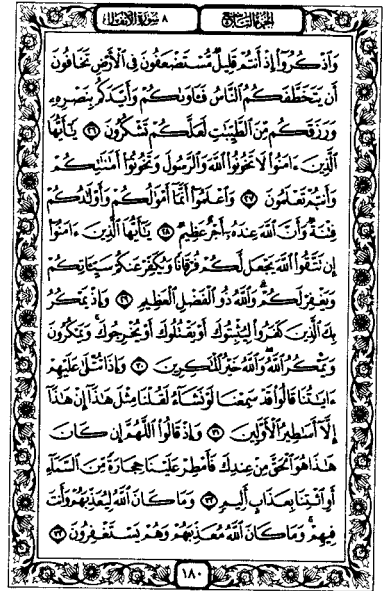 الجزء التاسع ٨ سورة الأنفال
وَاذْكُرُوا إِذْ أَنتُمْ قَلِيلٌ مُّسْتَضْعَفُونَ فِي الْأَرْضِ تَخَافُونَ
أَن يَتَخَطَّفَكُمُ النَّاسُ فَآوَاكُمْ وَأَيَّدَكُم بِنَصْرِهِ
وَرَزَقَكُم مِّنَ الطَّيِّبَاتِ لَعَلَّكُمْ تَشْكُرُونَ ٢٦ يَا أَيُّهَا
الَّذِينَ آمَنُوا لَا تَخُونُوا اللَّهَ وَالرَّسُولَ وَتَخُونُوا أَمَانَاتِكُمْ
وَأَنتُمْ تَعْلَمُونَ ٢٧ وَاعْلَمُوا أَنَّمَا أَمْوَالُكُمْ وَأَوْلَادُكُمْ
فِتْنَةٌ وَأَنَّ اللَّهَ عِندَهُ أَجْرٌ عَظِيمٌ ٢٨ يَا أَيُّهَا الَّذِينَ آمَنُوا
إِن تَتَّقُوا اللَّهَ يَجْعَل لَّكُمْ فُرْقَانًا وَيُكَفِّرْ عَنكُمْ سَيِّئَاتِكُمْ
وَيَغْفِرْ لَكُمْ وَاللَّهُ ذُو الْفَضْلِ الْعَظِيمِ ٢٩ وَإِذْ يَمْكُرُ
بِكَ الَّذِينَ كَفَرُوا لِيُثْبِتُوكَ أَوْ يَقْتُلُوكَ أَوْ يُخْرِجُوكَ وَيَمْكُرُونَ
وَيَمْكُرُ اللَّهُ وَاللَّهُ خَيْرُ الْمَاكِرِينَ ٣٠ وَإِذَا تُتْلَى عَلَيْهِمْ
آيَاتُنَا قَالُوا قَدْ سَمِعْنَا لَوْ نَشَاءُ لَقُلْنَا مِثْلَ هَذَا إِنْ هَذَا
إِلَّا أَسَاطِيرُ الْأَوَّلِينَ ٣١ وَإِذْ قَالُوا اللَّهُمَّ إِن كَانَ
هَذَا هُوَ الْحَقَّ مِنْ عِندِكَ فَأَمْطِرْ عَلَيْنَا حِجَارَةً مِّنَ السَّمَاءِ
أَوِ ائْتِنَا بِعَذَابٍ أَلِيمٍ ٣٢ وَمَا كَانَ اللَّهُ لِيُعَذِّبَهُمْ وَأَنتَ
فِيهِمْ وَمَا كَانَ اللَّهُ مُعَذِّبَهُمْ وَهُمْ يَسْتَغْفِرُونَ ٣٣
١٨٠